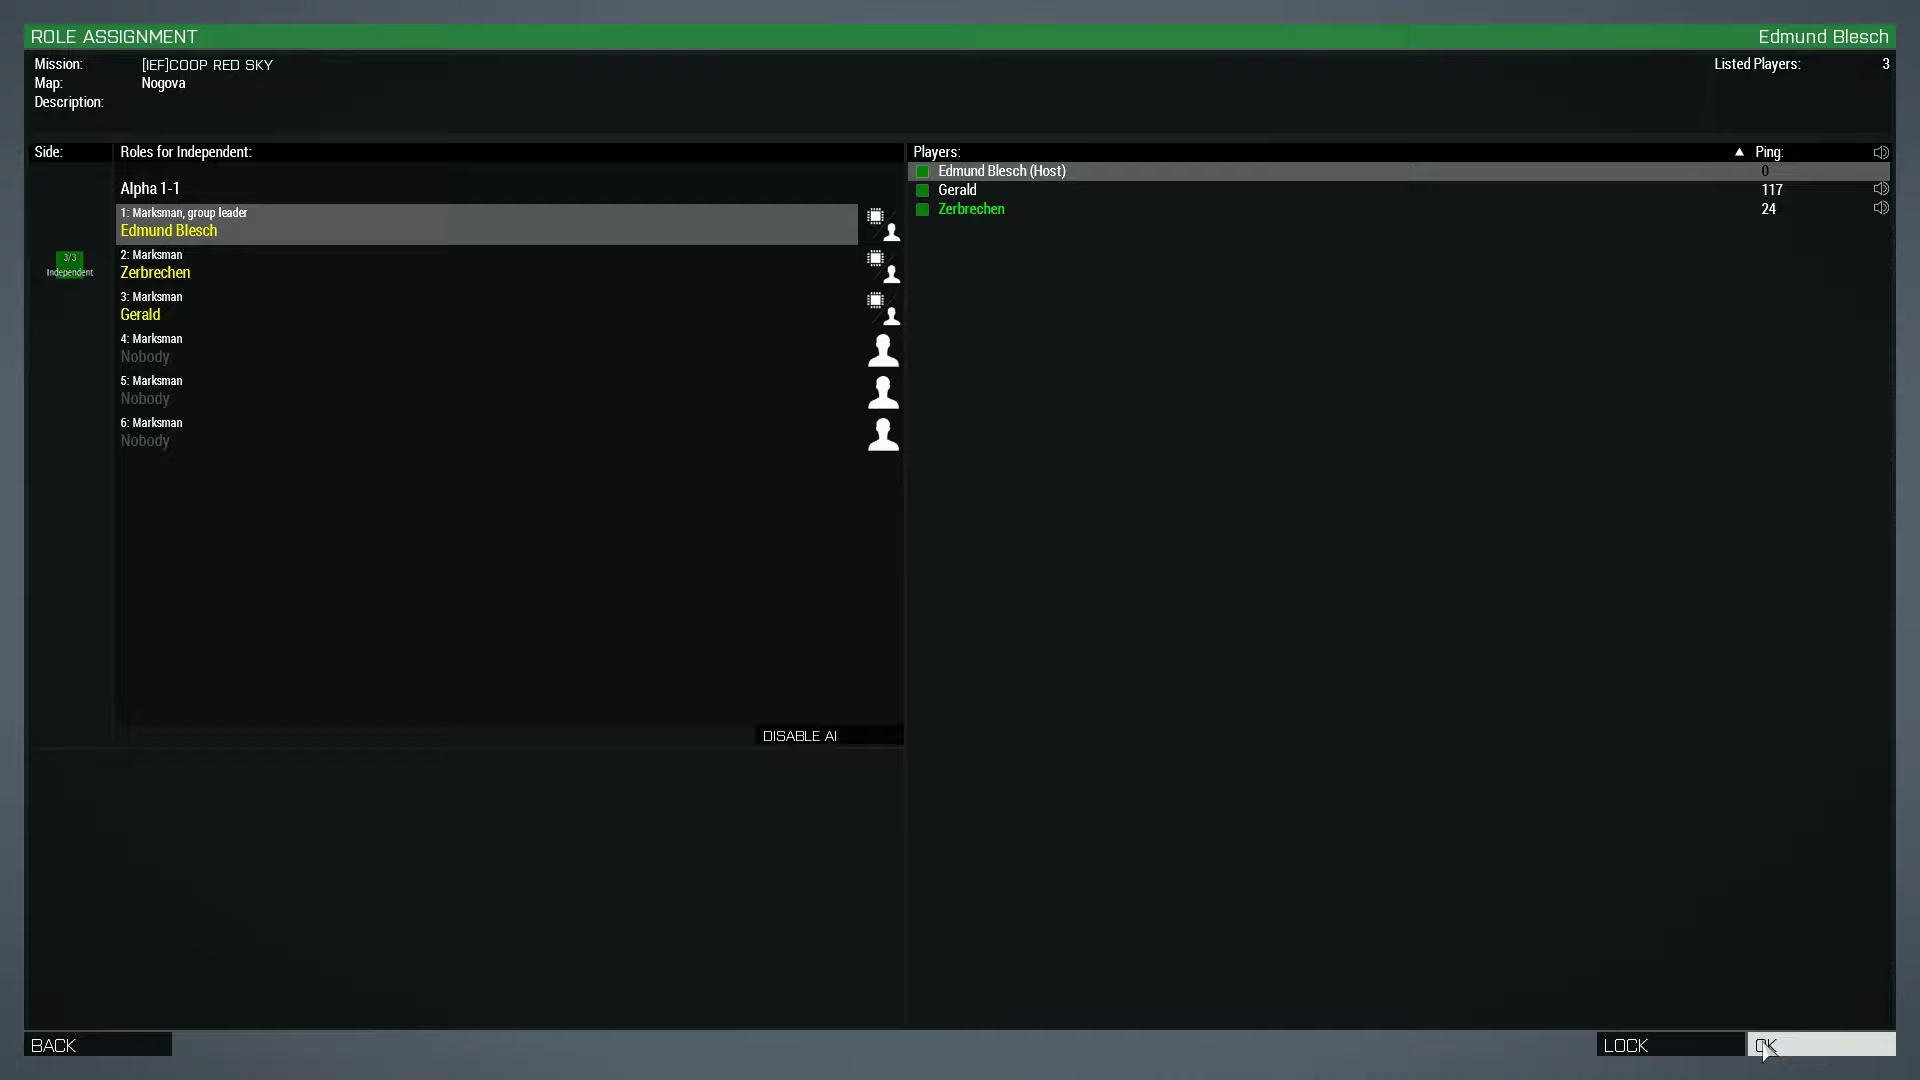 ROLE ASSIGNMENT Edmund Blesch
Mission: [IEF]COOP RED SKY Listed Players: 3
Map: Nogova
Description:
Side: Roles for Independent: Players: Ping:
Edmund Blesch (Host) 0
Alpha 1-1 Gerald 117
Zerbrechen 24
1: Marksman, group leader
Edmund Blesch
2: Marksman
3/3
Independent
Zerbrechen
3: Marksman
Gerald
4: Marksman
Nobody
5: Marksman
Nobody
6: Marksman
Nobody
DISABLE AI
BACK LOCK OK